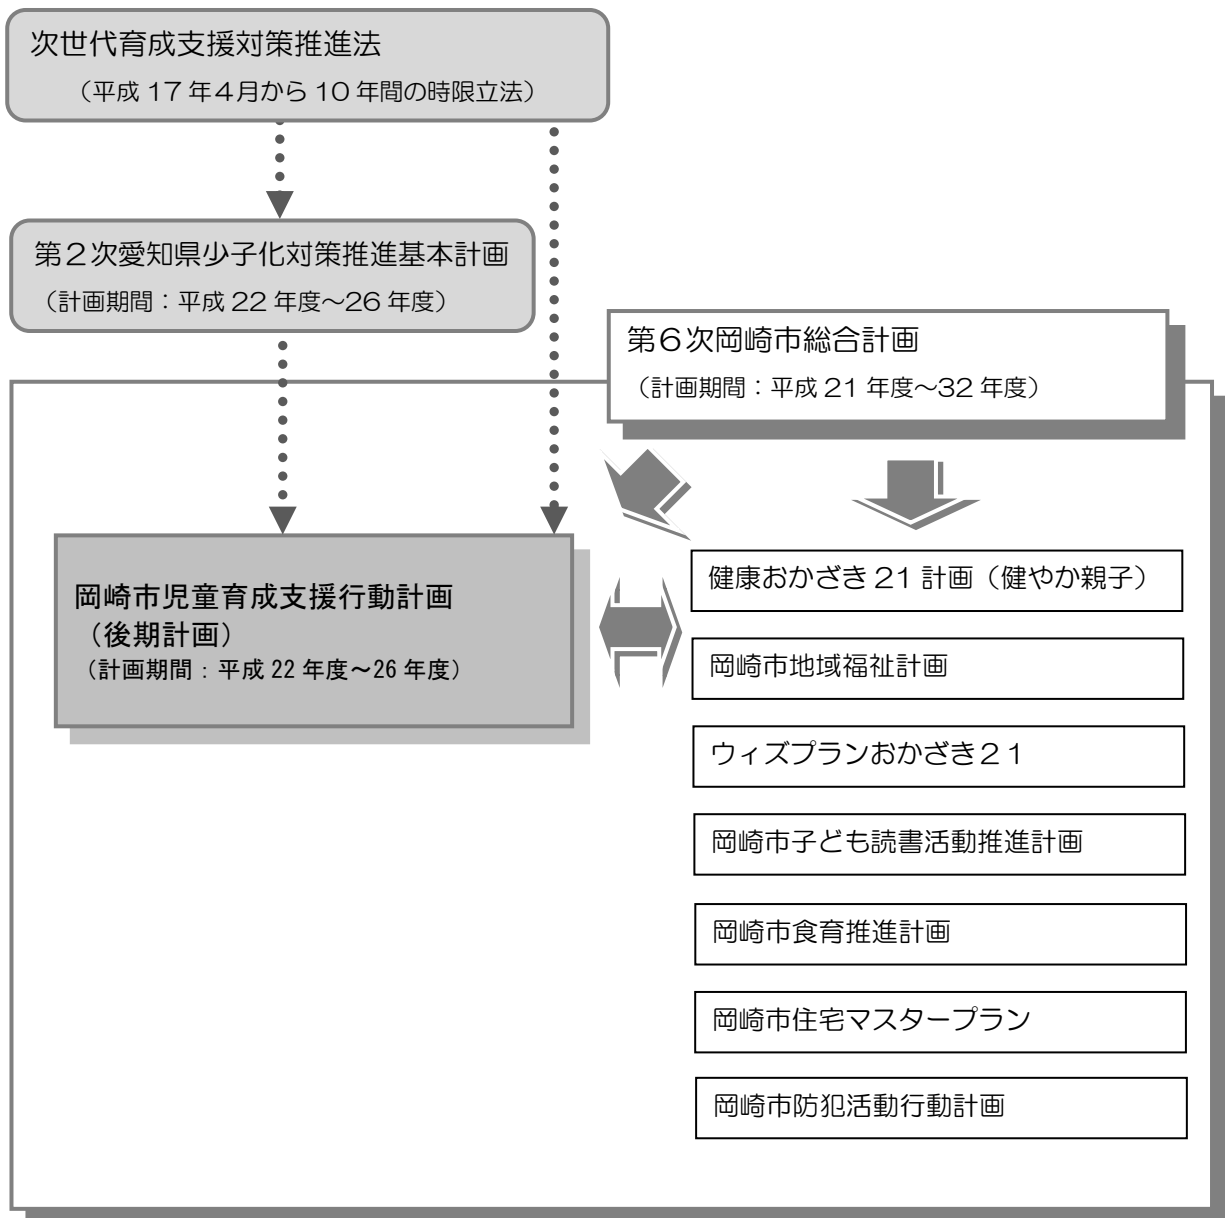 次世代育成支援対策推進法
（平成 17 年４月から 10 年間の時限立法）
第２次愛知県少子化対策推進基本計画
（計画期間：平成 22 年度～26 年度）
第６次岡崎市総合計画
（計画期間：平成 21 年度～32 年度）
岡崎市児童育成支援行動計画
（後期計画）
（計画期間：平成 22 年度～26 年度）
健康おかざき 21 計画（健やか親子）
岡崎市地域福祉計画
ウィズプランおかざき２１
岡崎市子ども読書活動推進計画
岡崎市食育推進計画
岡崎市住宅マスタープラン
岡崎市防犯活動行動計画